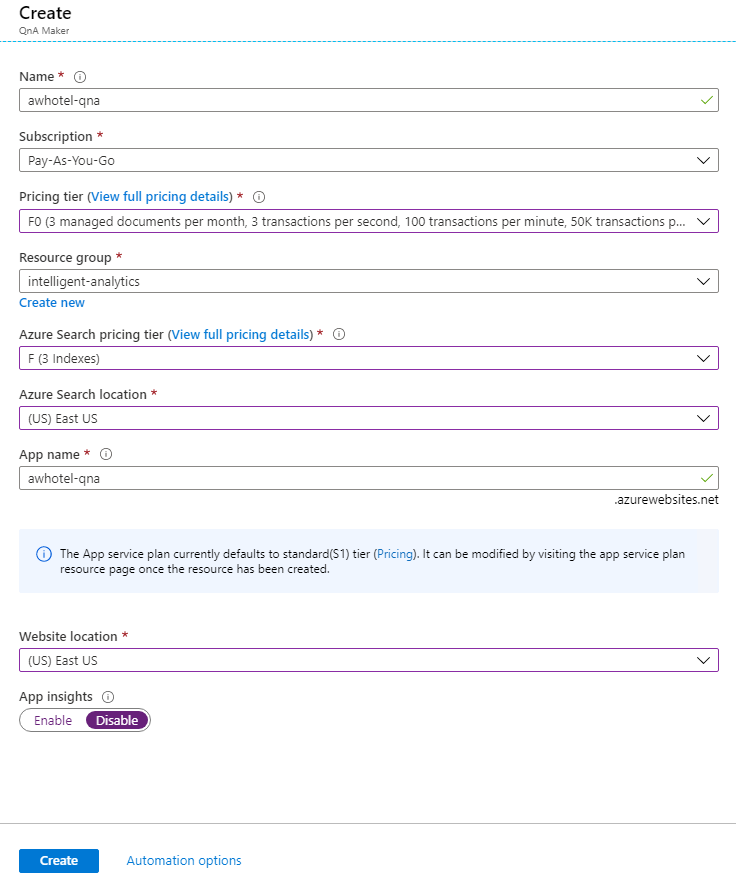 Create
QnA Maker
Name *
awhotel-qna
Subscription *
Pay-As-You-Go
Pricing tier (View full pricing details) *
F0 (3 managed documents per month, 3 transactions per second, 100 transactions per minute, 50K transactions p...
Resource group *
intelligent-analytics
Create new
Azure Search pricing tier (View full pricing details) *
F (3 Indexes)
Azure Search location *
(US) East US
App name *
awhotel-qna
.azurewebsites.net
The App service plan currently defaults to standard(S1) tier (Pricing). It can be modified by visiting the app service plan
resource page once the resource has been created.
Website location *
(US) East US
App insights
Enable Disable
Create Automation options